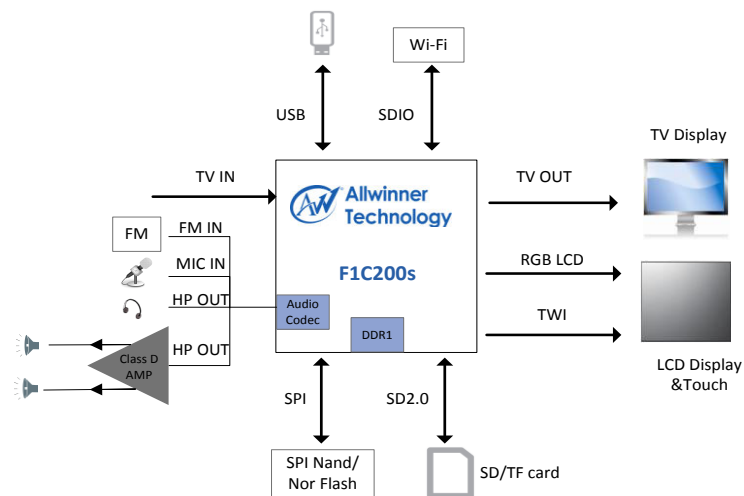 Wi-Fi
USB
SDIO
TV Display
TV IN
AW Allwinner
Technology
TV OUT
FM
FM IN
MIC IN
F1C200s
RGB LCD
HP OUT
Audio
Codec
TWI
DDR1
Class D
AMP
HP OUT
LCD Display
&Touch
SPI
SD2.0
SPI Nand/
Nor Flash
SD/TF card